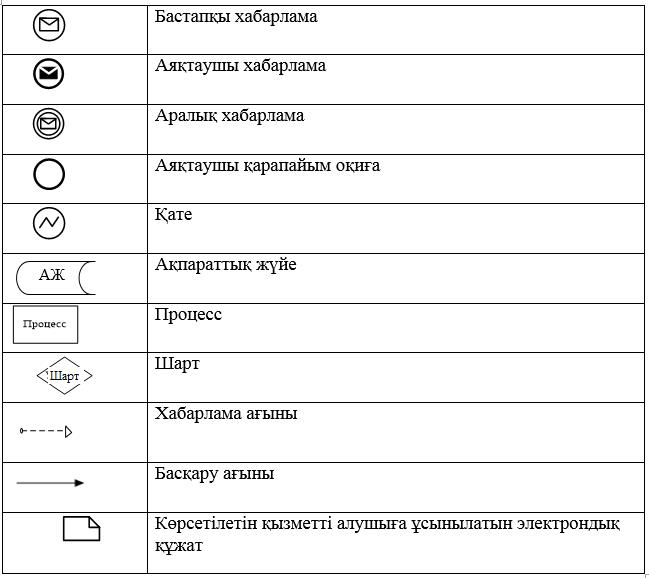 Бастапқы хабарлама
Аяқтаушы хабарлама
Аралық хабарлама
Аяқтаушы қарапайым оқиға
Қате
АЖ
Ақпараттық жүйе
Процесс
Процесс
Шарт
Шарт
Хабарлама ағыны
Басқару ағыны
Көрсетілетін қызметті алушыға ұсынылатын электрондық
құжат